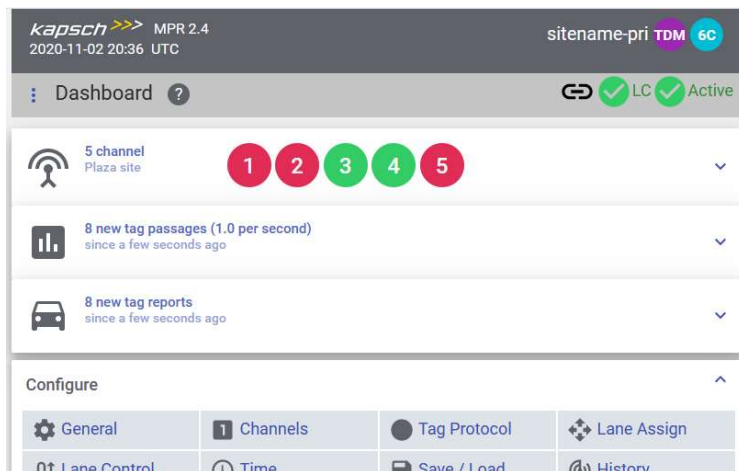 kapsch >>> MPR 2.4
2020-11-02 20:36 UTC
sitename-pri TDM 6C
Dashboard ?
LC Active
5 channel
Plaza site
1 2 3 4 5
8 new tag passages (1.0 per second)
since a few seconds ago
8 new tag reports
since a few seconds ago
Configure
General 1 Channels Tag Protocol Lane Assign
Lane Control Time Save / Load History